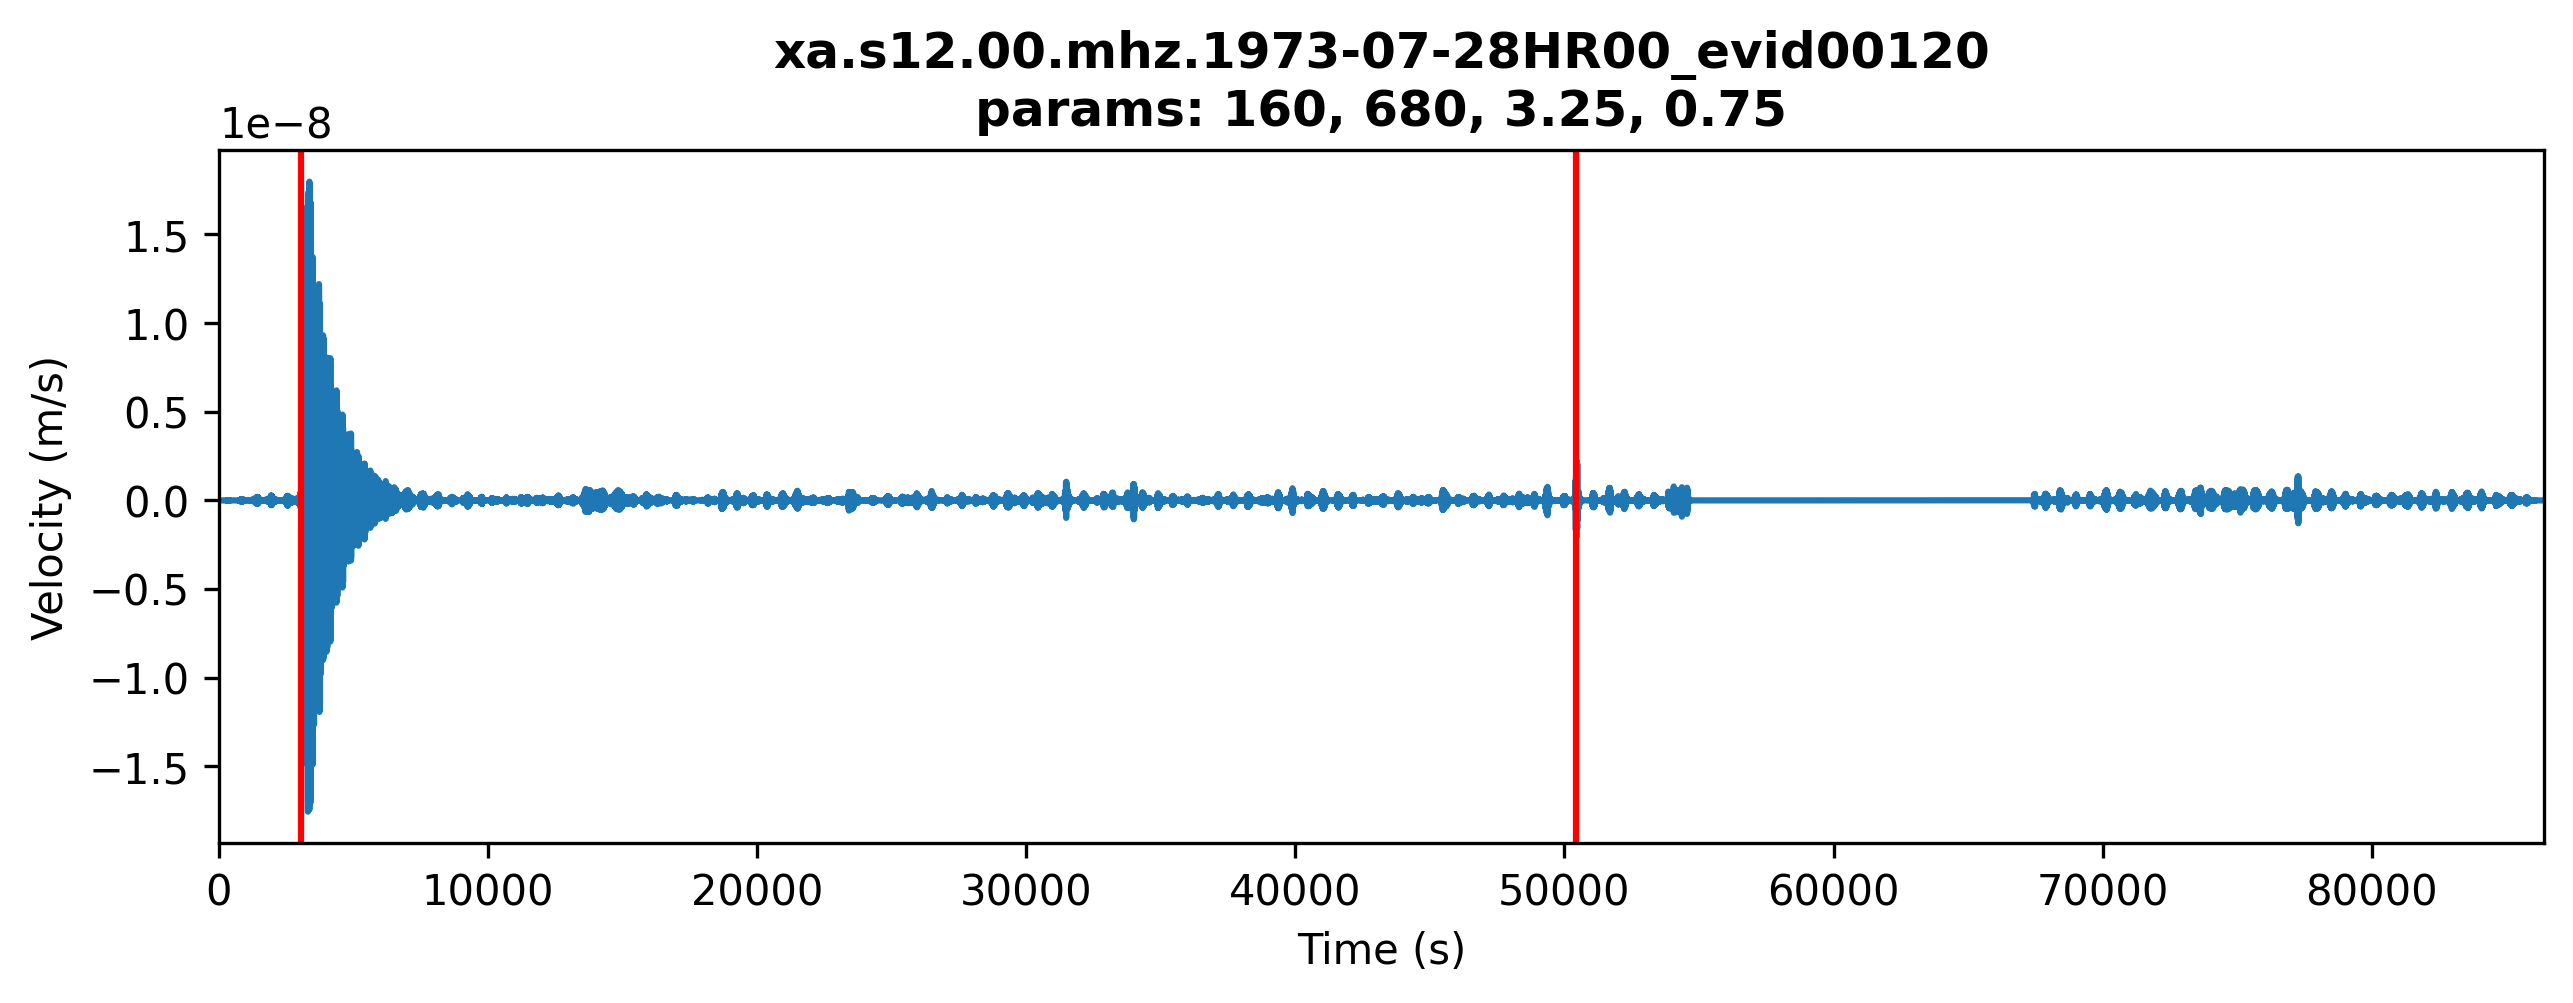 xa.s12.00.mhz.1973-07-28HR00_evid00120
params: 160, 680, 3.25, 0.75
1e−8
1.5
1.0
0.5
0.0
−0.5
−1.0
−1.5
Velocity (m/s)
0 10000 20000 30000 40000 50000 60000 70000 80000
Time (s)